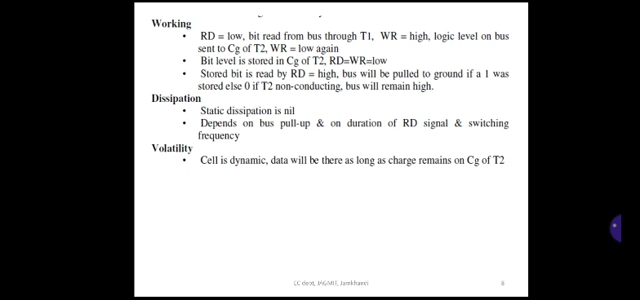 Working
• RD = low, bit read from bus through T1, WR = high, logic level on bus
sent to Cg of T2, WR = low again
• Bit level is stored in Cg of T2, RD=WR=low
• Stored bit is read by RD = high, bus will be pulled to ground if a 1 was
stored else 0 if T2 non-conducting, bus will remain high.
Dissipation
• Static dissipation is nil
• Depends on bus pull-up & on duration of RD signal & switching
frequency
Volatility
• Cell is dynamic, data will be there as long as charge remains on Cg of T2
EC dept, Jamkhandi 8